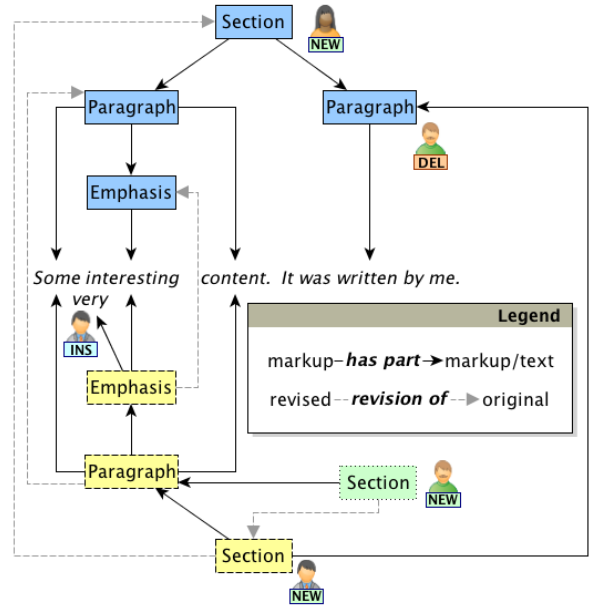 Section
NEW
Paragraph
Paragraph
DEL
Emphasis
Some interesting content. It was written by me.
very
INS
Legend
markup has part markup/text
revised revision of original
Emphasis
Paragraph
Section
NEW
Section
NEW